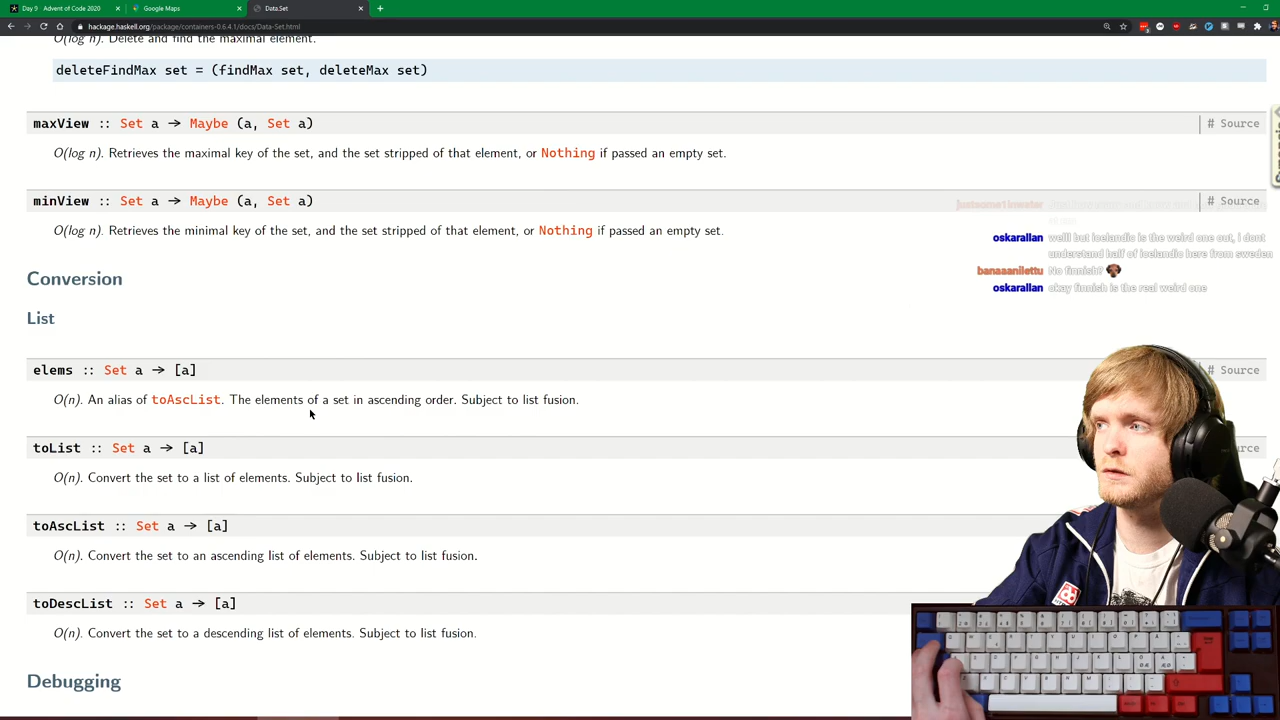 Day 9 - Advent of Code 2020
Google Maps
Data.Set
hackage.haskell.org/package/containers-0.6.4.1/docs/Data-Set.html
O(log n). Delete and find the maximal element.
deleteFindMax set = (findMax set, deleteMax set)
maxView :: Set a → Maybe (a, Set a)
# Source
O(log n). Retrieves the maximal key of the set, and the set stripped of that element, or Nothing if passed an empty set.
minView :: Set a → Maybe (a, Set a)
# Source
O(log n). Retrieves the minimal key of the set, and the set stripped of that element, or Nothing if passed an empty set.
oskarallan welll but icelandic is the weird one out, i dont
understand half of icelandic here from sweden
banaaanilettu No finnish?
oskarallan okay finnish is the real weird one
Conversion
List
elems :: Set a → [a]
# Source
O(n). An alias of toAscList. The elements of a set in ascending order. Subject to list fusion.
toList :: Set a → [a]
O(n). Convert the set to a list of elements. Subject to list fusion.
toAscList :: Set a → [a]
O(n). Convert the set to an ascending list of elements. Subject to list fusion.
toDescList :: Set a → [a]
O(n). Convert the set to a descending list of elements. Subject to list fusion.
Debugging